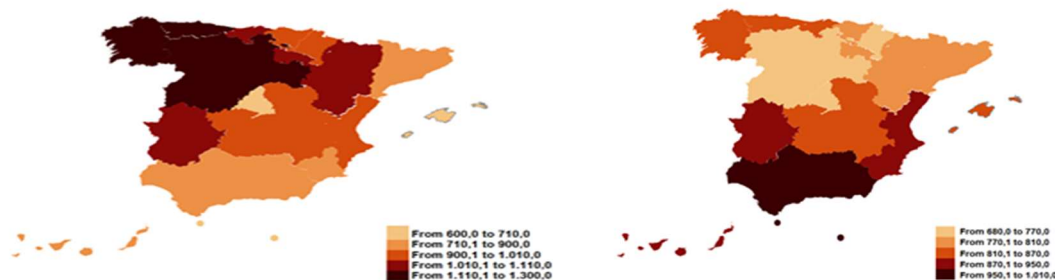 From 600,0 to 710,0
From 710,1 to 900,0
From 900,1 to 1.010,0
From 1.010,1 to 1.110,0
From 1.110,1 to 1.300,0
From 680,0 to 770,0
From 770,1 to 810,0
From 810,1 to 870,0
From 870,1 to 950,0
From 950,1 to 1.010,0